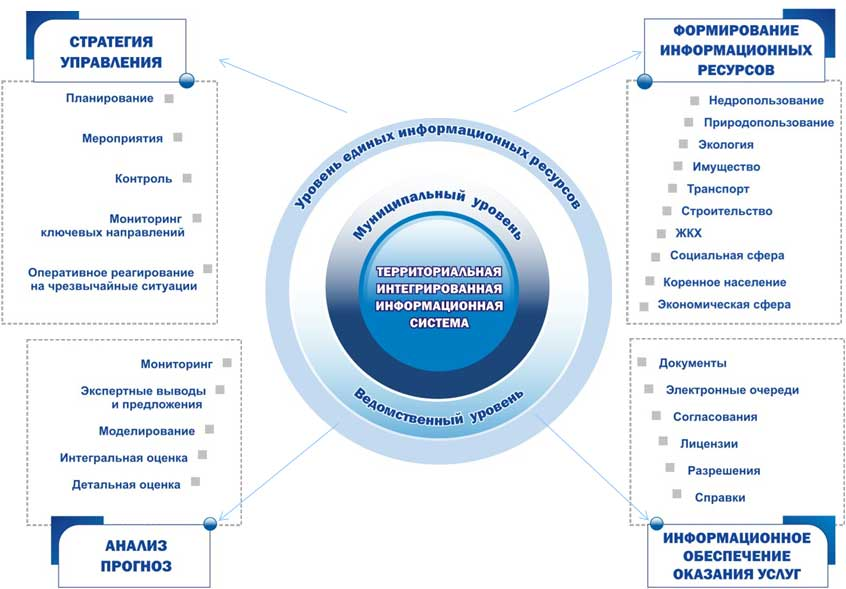 СТРАТЕГИЯ
УПРАВЛЕНИЯ
Планирование
Мероприятия
Контроль
Мониторинг
ключевых направлений
Оперативное реагирование
на чрезвычайные ситуации
ФОРМИРОВАНИЕ
ИНФОРМАЦИОННЫХ
РЕСУРСОВ
Недропользование
Природопользование
Экология
Имущество
Транспорт
Строительство
ЖКХ
Социальная сфера
Коренное население
Экономическая сфера
Уровень единых информационных ресурсов
Муниципальный уровень
ТЕРРИТОРИАЛЬНАЯ
ИНТЕГРИРОВАННАЯ
ИНФОРМАЦИОННАЯ
СИСТЕМА
Ведомственный уровень
Мониторинг
Экспертные выводы
и предложения
Моделирование
Интегральная оценка
Детальная оценка
АНАЛИЗ
ПРОГНОЗ
Документы
Электронные очереди
Согласования
Лицензии
Разрешения
Справки
ИНФОРМАЦИОННОЕ
ОБЕСПЕЧЕНИЕ
ОКАЗАНИЯ УСЛУГ